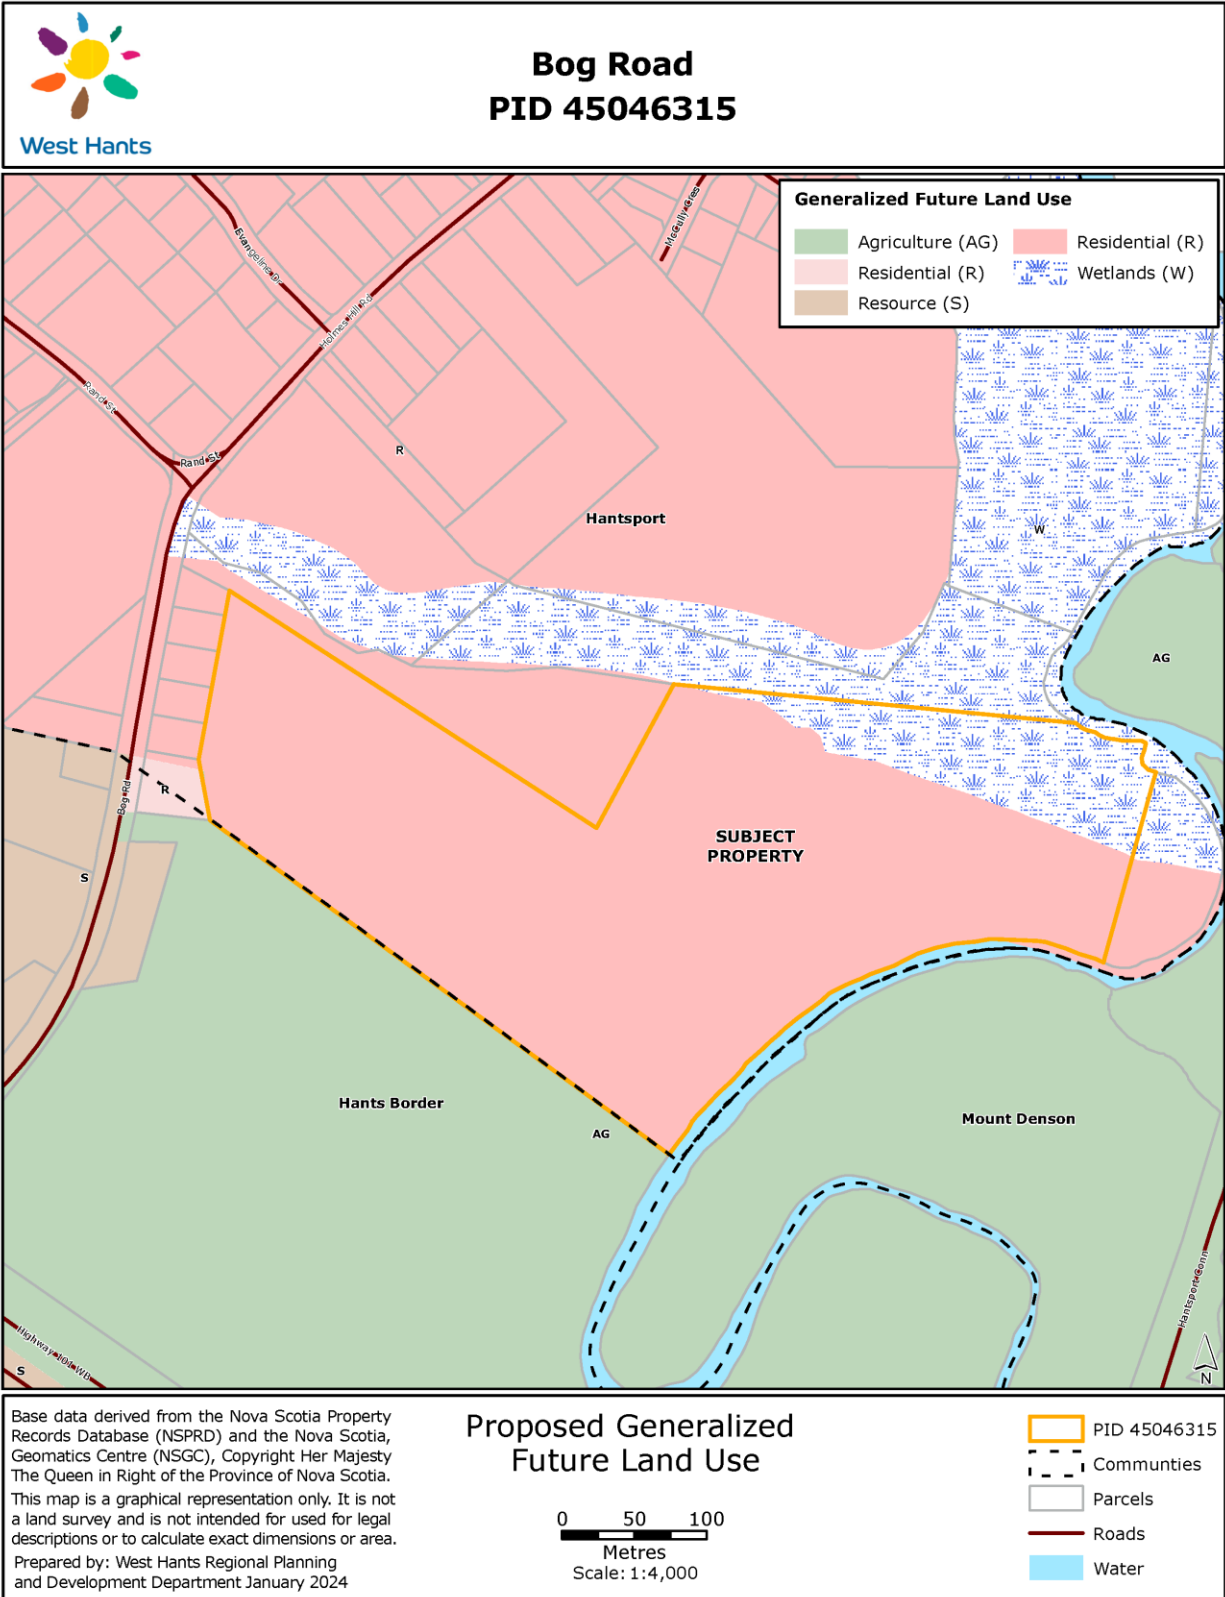 West Hants
Bog Road
PID 45046315
Generalized Future Land Use
Agriculture (AG)
Residential (R)
Residential (R)
Wetlands (W)
Resource (S)
McCully Cres
Evangeline Dr
Holmes Hill Rd
Rand St
Rand St
R
Hantsport
W
AG
R
Bog Rd
SUBJECT
PROPERTY
S
Hants Border
AG
Mount Denson
Hantsport Conn
Highway 101 WB
S
N
Base data derived from the Nova Scotia Property
Records Database (NSPRD) and the Nova Scotia,
Geomatics Centre (NSGC), Copyright Her Majesty
The Queen in Right of the Province of Nova Scotia.
This map is a graphical representation only. It is not
a land survey and is not intended for used for legal
descriptions or to calculate exact dimensions or area.
Prepared by: West Hants Regional Planning
and Development Department January 2024
Proposed Generalized
Future Land Use
0 50 100
Metres
Scale: 1:4,000
PID 45046315
Communties
Parcels
Roads
Water